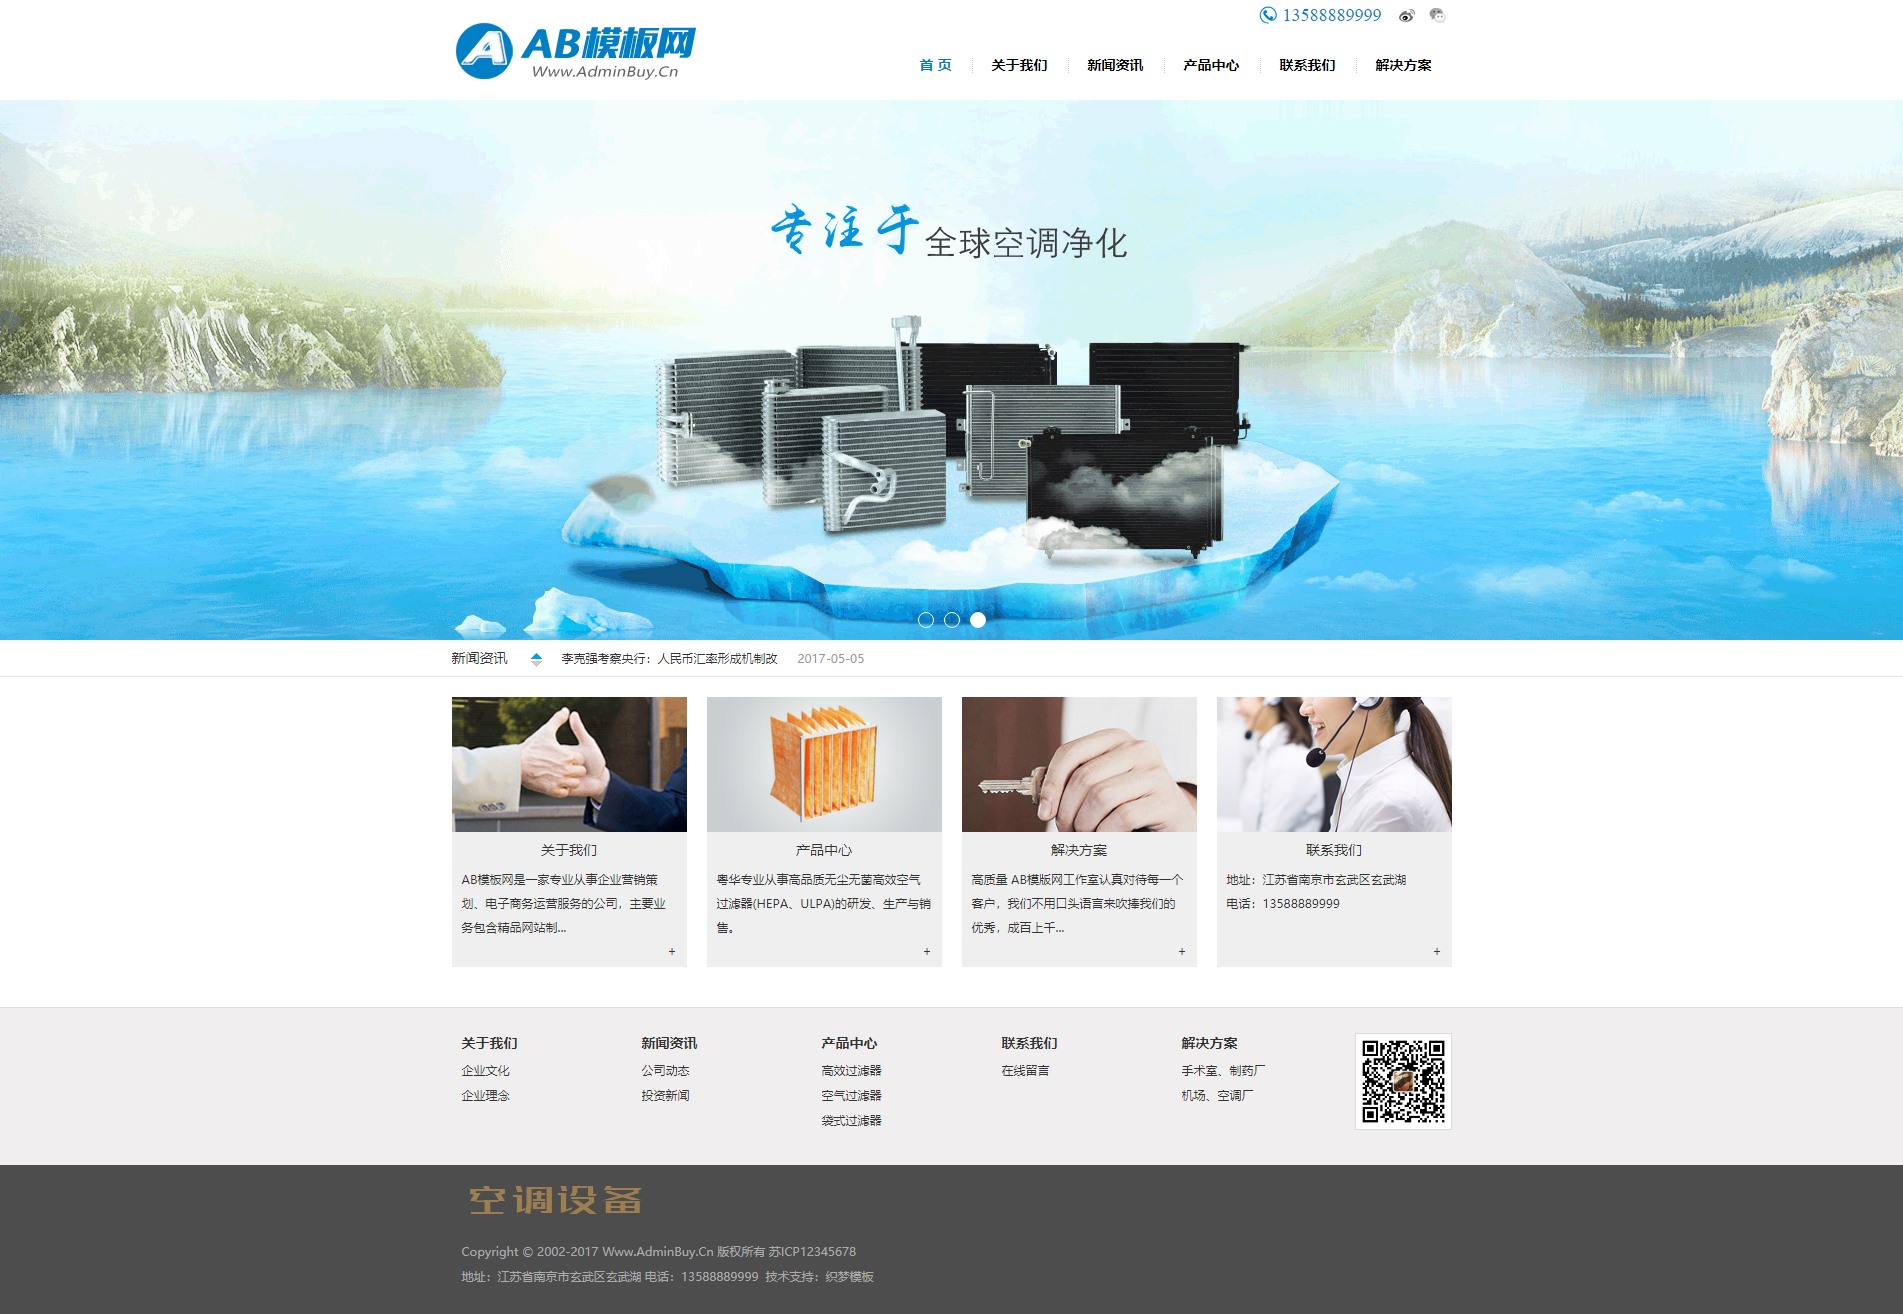 13588889999
AB模板网
Www.AdminBuy.Cn
首 页
关于我们
新闻资讯
产品中心
联系我们
解决方案
专注于 全球空调净化
新闻资讯
李克强考察央行：人民币汇率形成机制改 2017-05-05
关于我们
AB模板网是一家专业从事企业营销策
划、电子商务运营服务的公司，主要业
务包含精品网站制...
+
产品中心
粤华专业从事高品质无尘无菌高效空气
过滤器(HEPA、ULPA)的研发、生产与销
售。
+
解决方案
高质量 AB模版网工作室认真对待每一个
客户，我们不用口头语言来吹捧我们的
优秀，成百上千...
+
联系我们
地址：江苏省南京市玄武区玄武湖
电话：13588889999
+
关于我们
企业文化
企业理念
新闻资讯
公司动态
投资新闻
产品中心
高效过滤器
空气过滤器
袋式过滤器
联系我们
在线留言
解决方案
手术室、制药厂
机场、空调厂
空调设备
Copyright © 2002-2017 Www.AdminBuy.Cn 版权所有 苏ICP12345678
地址：江苏省南京市玄武区玄武湖 电话：13588889999 技术支持：织梦模板